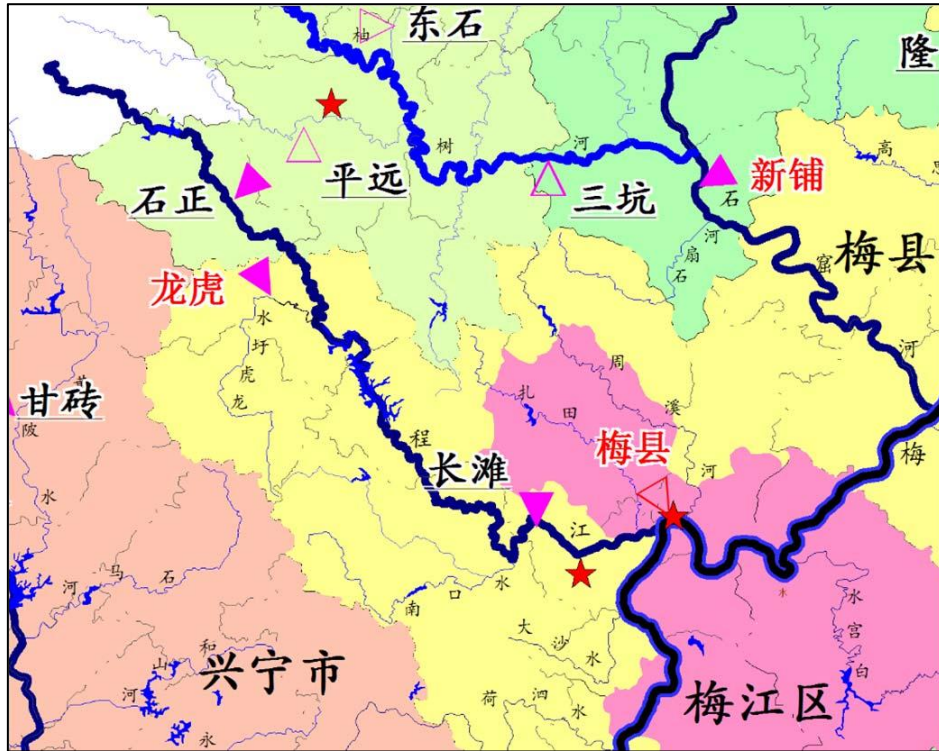 东石
柚
树
河
隆
高
平远
石正
三坑
新铺
石
河
扇
石
窟
河
梅县
龙虎
水
圩
虎
龙
甘砖
陂
水
周
溪
河
扎
田
程
江
长滩
梅县
梅
水
口
南
大
沙
水
荷
泗
水
河
马
石
兴宁市
和
山
河
永
梅江区
水
水
宫
白